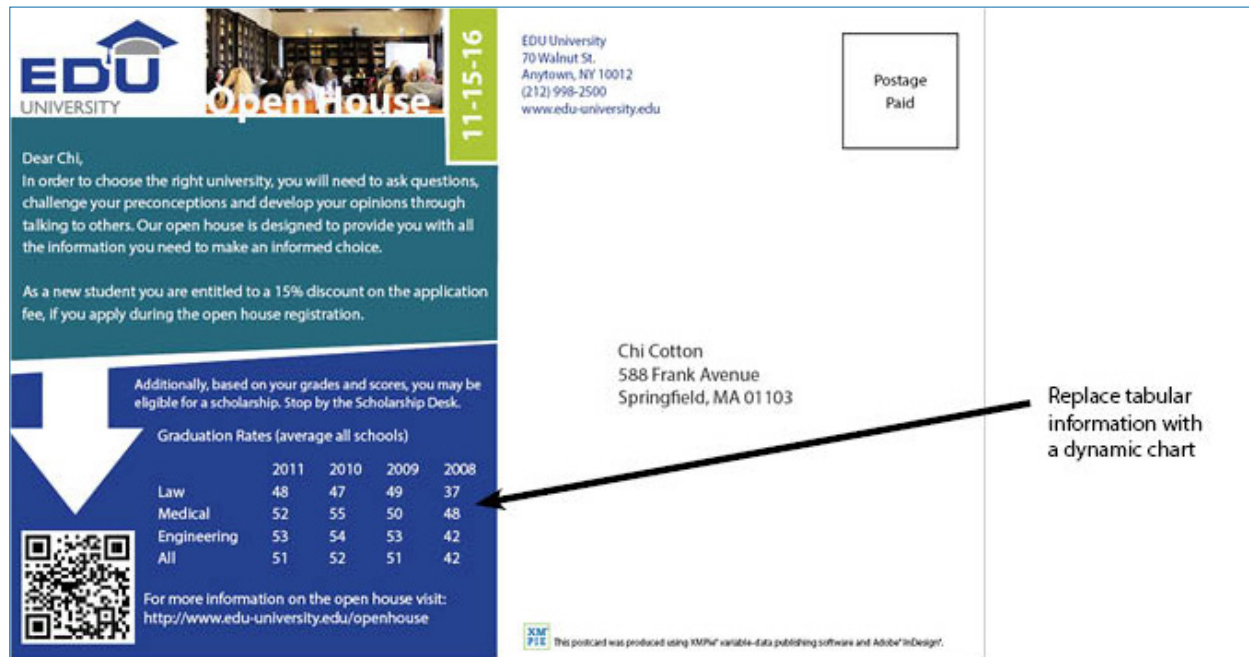 EDU
UNIVERSITY
Open House
11-15-16
Dear Chi,
In order to choose the right university, you will need to ask questions,
challenge your preconceptions and develop your opinions through
talking to others. Our open house is designed to provide you with all
the information you need to make an informed choice.
As a new student you are entitled to a 15% discount on the application
fee, if you apply during the open house registration.
Additionally, based on your grades and scores, you may be
eligible for a scholarship. Stop by the Scholarship Desk.
Graduation Rates (average all schools)
2011 2010 2009 2008
Law 48 47 49 37
Medical 52 55 50 48
Engineering 53 54 53 42
All 51 52 51 42
For more information on the open house visit:
http://www.edu-university.edu/openhouse
EDU University
70 Walnut St.
Anytown, NY 10012
(212) 998-2500
www.edu-university.edu
Postage
Paid
Chi Cotton
588 Frank Avenue
Springfield, MA 01103
XM
PIE
This postcard was produced using XMPie® variable-data publishing software and Adobe® InDesign®.
Replace tabular
information with
a dynamic chart